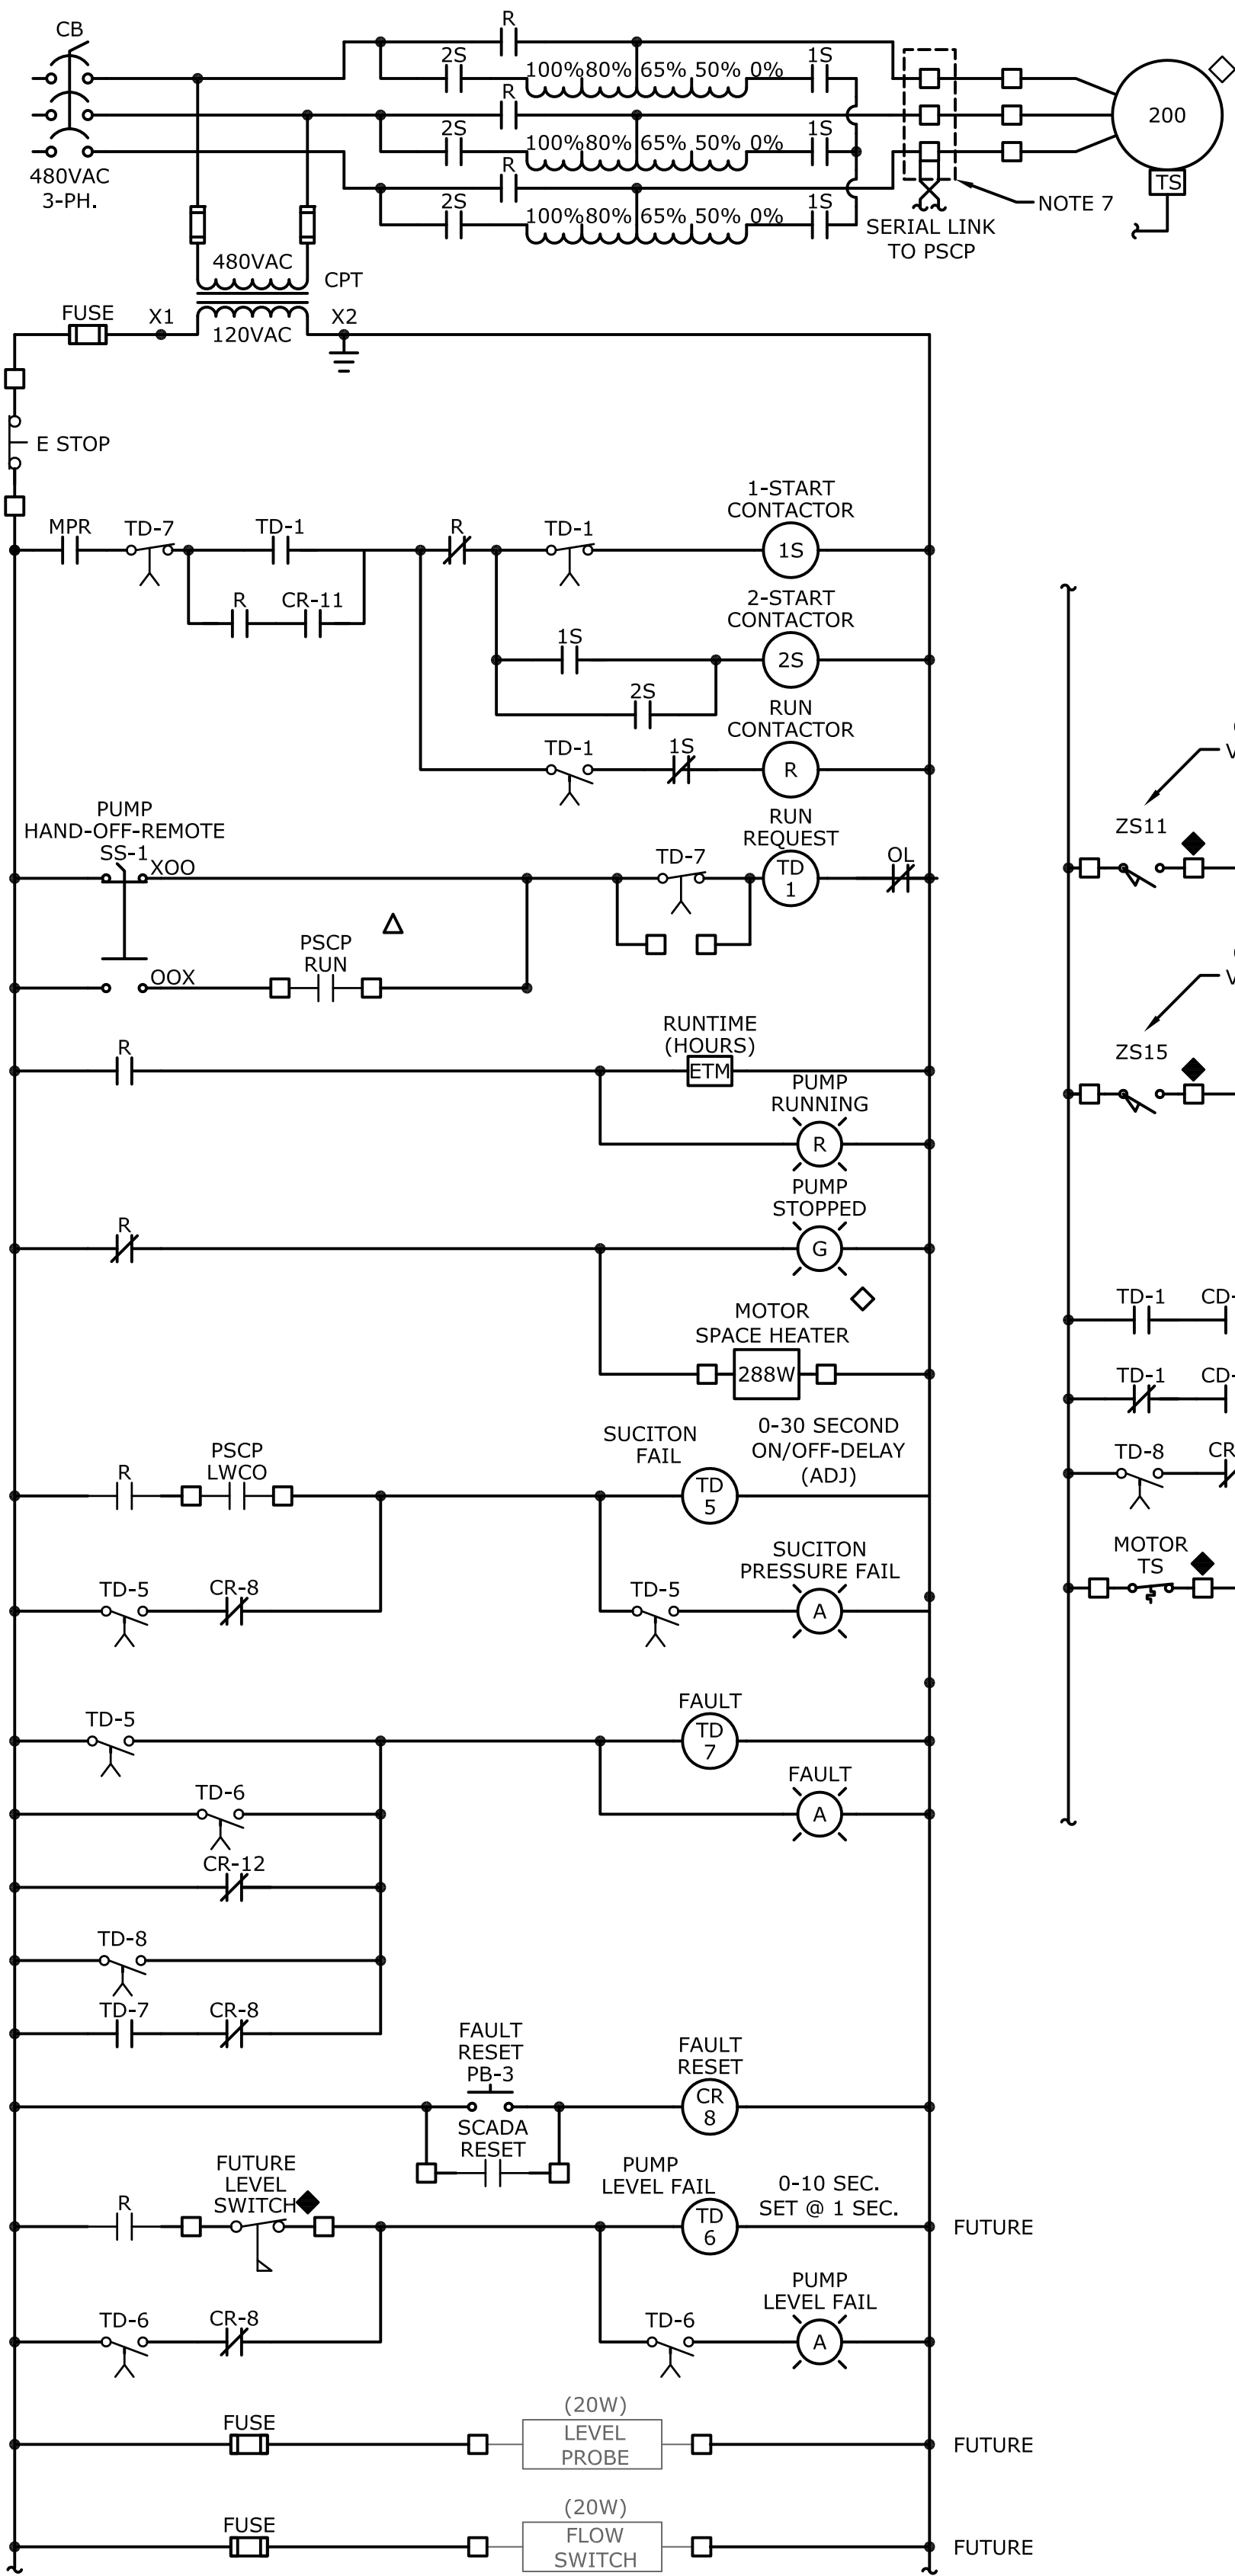 CB
R
2S
100% 80% 65% 50% 0%
1S
R
200
2S
100% 80% 65% 50% 0%
1S
480VAC
3-PH.
R
TS
2S
100% 80% 65% 50% 0%
1S
NOTE 7
SERIAL LINK
TO PSCP
480VAC
CPT
FUSE
X1
X2
120VAC
E STOP
1-START
CONTACTOR
MPR
TD-7
TD-1
R
TD-1
1S
R
CR-11
2-START
CONTACTOR
1S
2S
2S
RUN
CONTACTOR
TD-1
1S
R
PUMP
HAND-OFF-REMOTE
SS-1
XOO
RUN
REQUEST
TD-7
TD
1
OL
ZS11
PSCP
RUN
OOX
ZS15
R
RUNTIME
(HOURS)
ETM
PUMP
RUNNING
R
PUMP
STOPPED
R
G
MOTOR
SPACE HEATER
288W
TD-1
CD-
TD-1
CD-
TD-8
CR
MOTOR
TS
SUCITON
FAIL
0-30 SECOND
ON/OFF-DELAY
(ADJ)
R
PSCP
LWCO
TD
5
SUCITON
PRESSURE FAIL
TD-5
CR-8
TD-5
A
FAULT
TD-5
TD
7
TD-6
FAULT
A
CR-12
TD-8
TD-7
CR-8
FAULT
RESET
PB-3
FAULT
RESET
CR
8
SCADA
RESET
FUTURE
LEVEL
SWITCH
R
PUMP
LEVEL FAIL
0-10 SEC.
SET @ 1 SEC.
TD
6
FUTURE
PUMP
LEVEL FAIL
TD-6
CR-8
TD-6
A
(20W)
FUSE
LEVEL
PROBE
FUTURE
(20W)
FUSE
FLOW
SWITCH
FUTURE